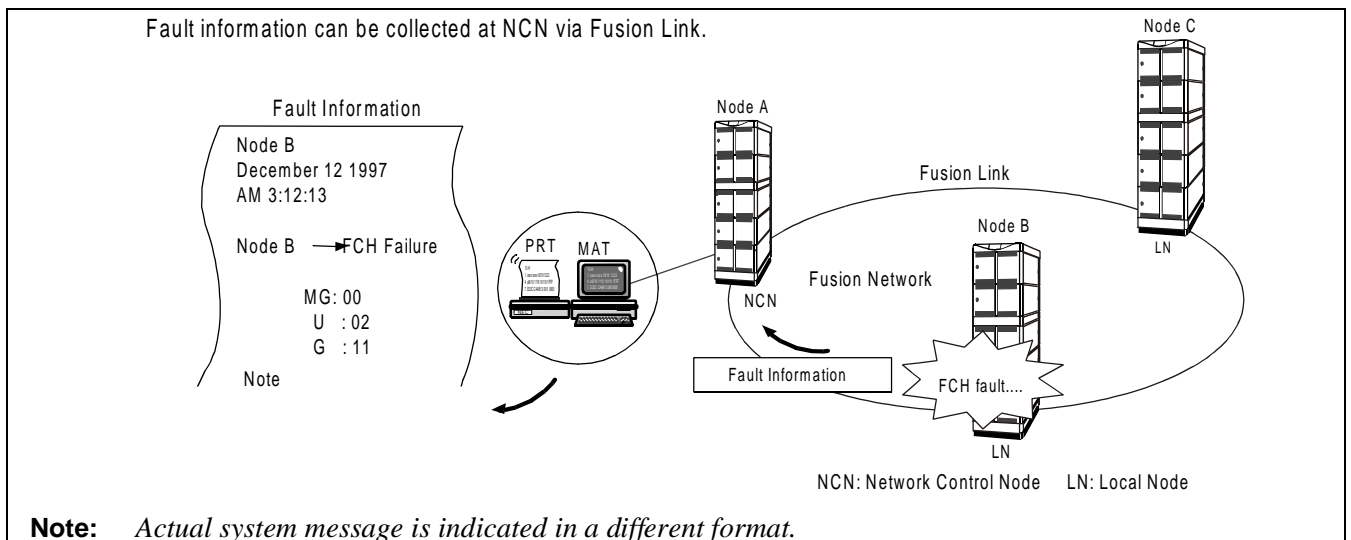 Fault information can be collected at NCN via Fusion Link.
Fault Information
Node B
December 12 1997
AM 3:12:13
Node B FCH Failure
MG: 00
U : 02
G : 11
Note
PRT MAT
Node A
NCN
Fusion Link
Fusion Network
Node C
LN
Node B
Fault Information
FCH fault....
LN
NCN: Network Control Node LN: Local Node
Note: Actual system message is indicated in a different format.